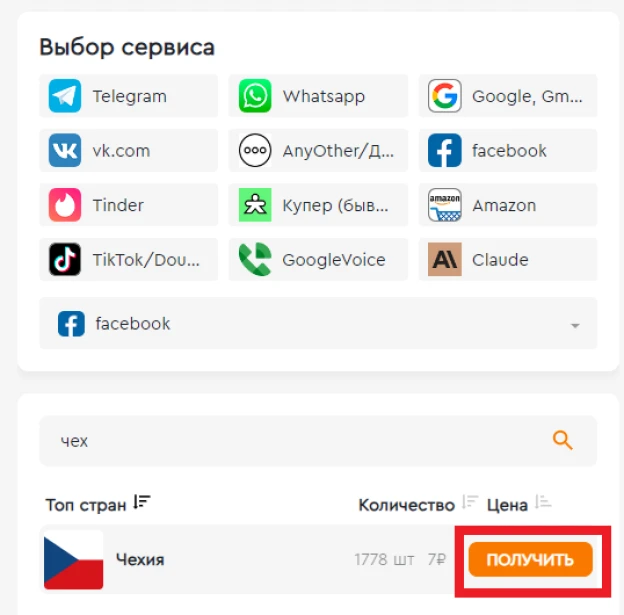 Выбор сервиса
Telegram
Whatsapp
Google, Gm...
vk.com
AnyOther/Д...
facebook
Tinder
Купер (быв...
amazon
Amazon
TikTok/Dou...
GoogleVoice
Claude
facebook
чех
Топ стран
Количество
Цена
Чехия
1778 шт
7₽
ПОЛУЧИТЬ